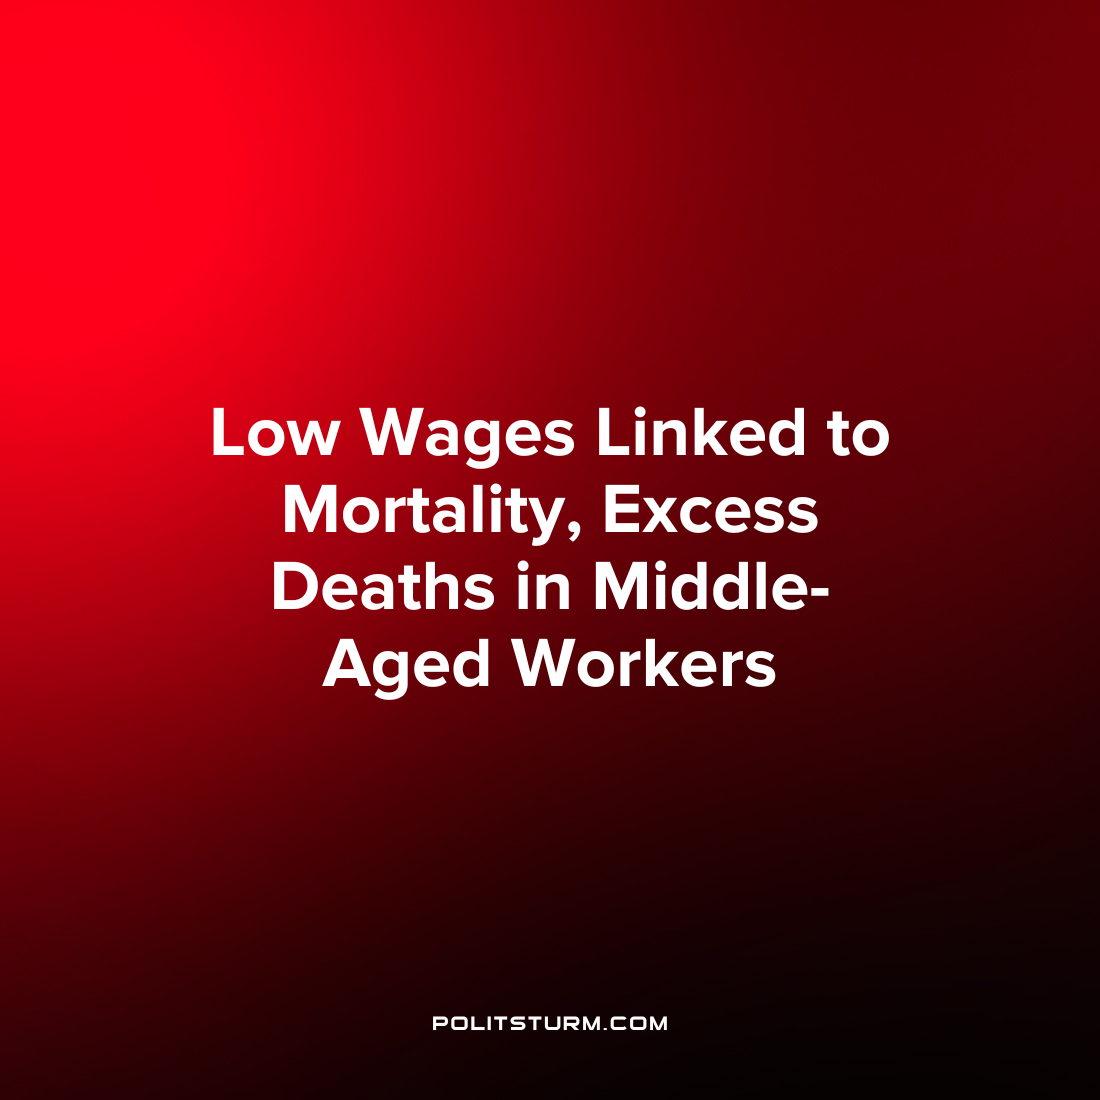 Low Wages Linked to
Mortality, Excess
Deaths in Middle-
Aged Workers
POLITSTURM.COM